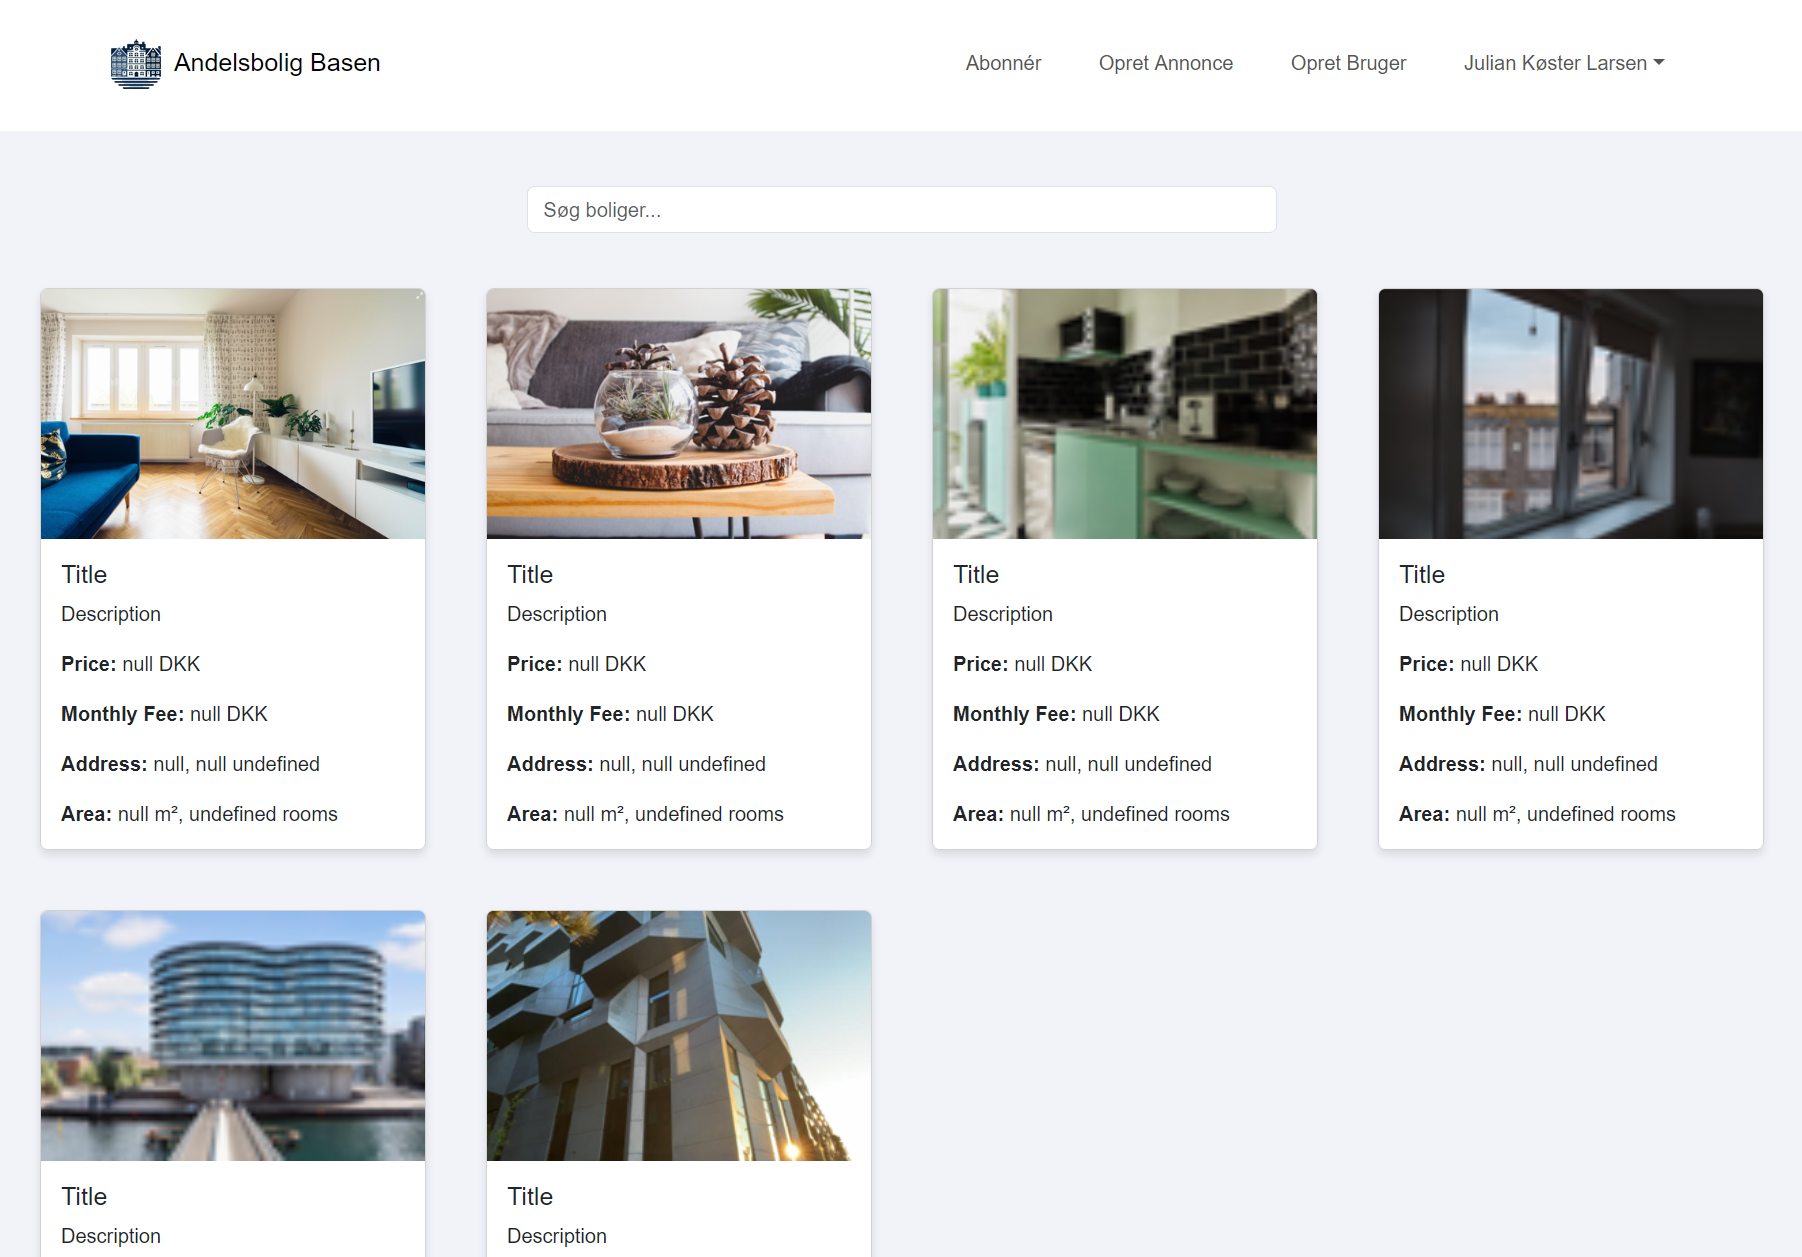 Andelsbolig Basen
Abonnér
Opret Annonce
Opret Bruger
Julian Køster Larsen
Søg boliger...
Title
Description
Price: null DKK
Monthly Fee: null DKK
Address: null, null undefined
Area: null m², undefined rooms
Title
Description
Price: null DKK
Monthly Fee: null DKK
Address: null, null undefined
Area: null m², undefined rooms
Title
Description
Price: null DKK
Monthly Fee: null DKK
Address: null, null undefined
Area: null m², undefined rooms
Title
Description
Price: null DKK
Monthly Fee: null DKK
Address: null, null undefined
Area: null m², undefined rooms
Title
Description
Title
Description